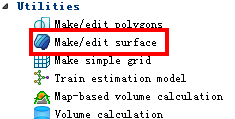 Utilities
Make/edit polygons
Make/edit surface
Make simple grid
Train estimation model
Map-based volume calculation
Volume calculation